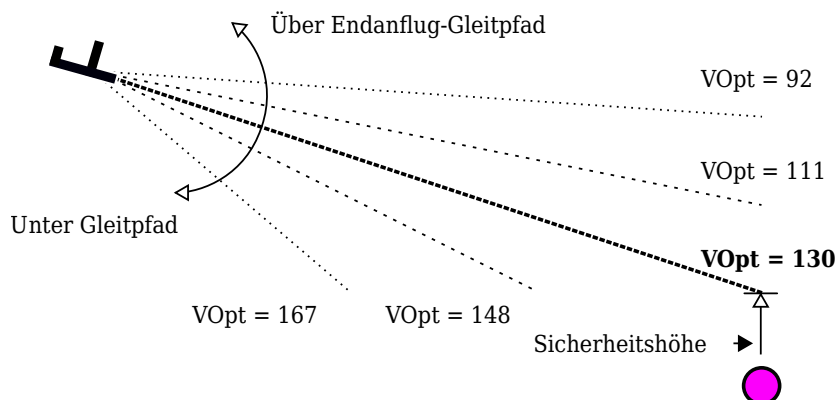 Über Endanflug-Gleitpfad
VOpt = 92
VOpt = 111
Unter Gleitpfad
VOpt = 130
VOpt = 167
VOpt = 148
Sicherheitshöhe